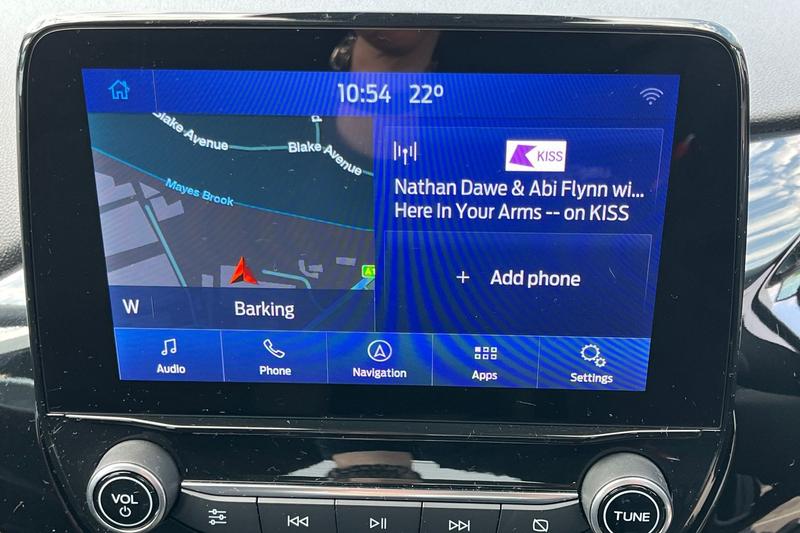 10:54 22º
Blake Avenue
Blake Avenue
Mayes Brook
A1
W Barking
KISS
Nathan Dawe & Abi Flynn wi...
Here In Your Arms -- on KISS
+ Add phone
Audio Phone Navigation Apps Settings
VOL
TUNE